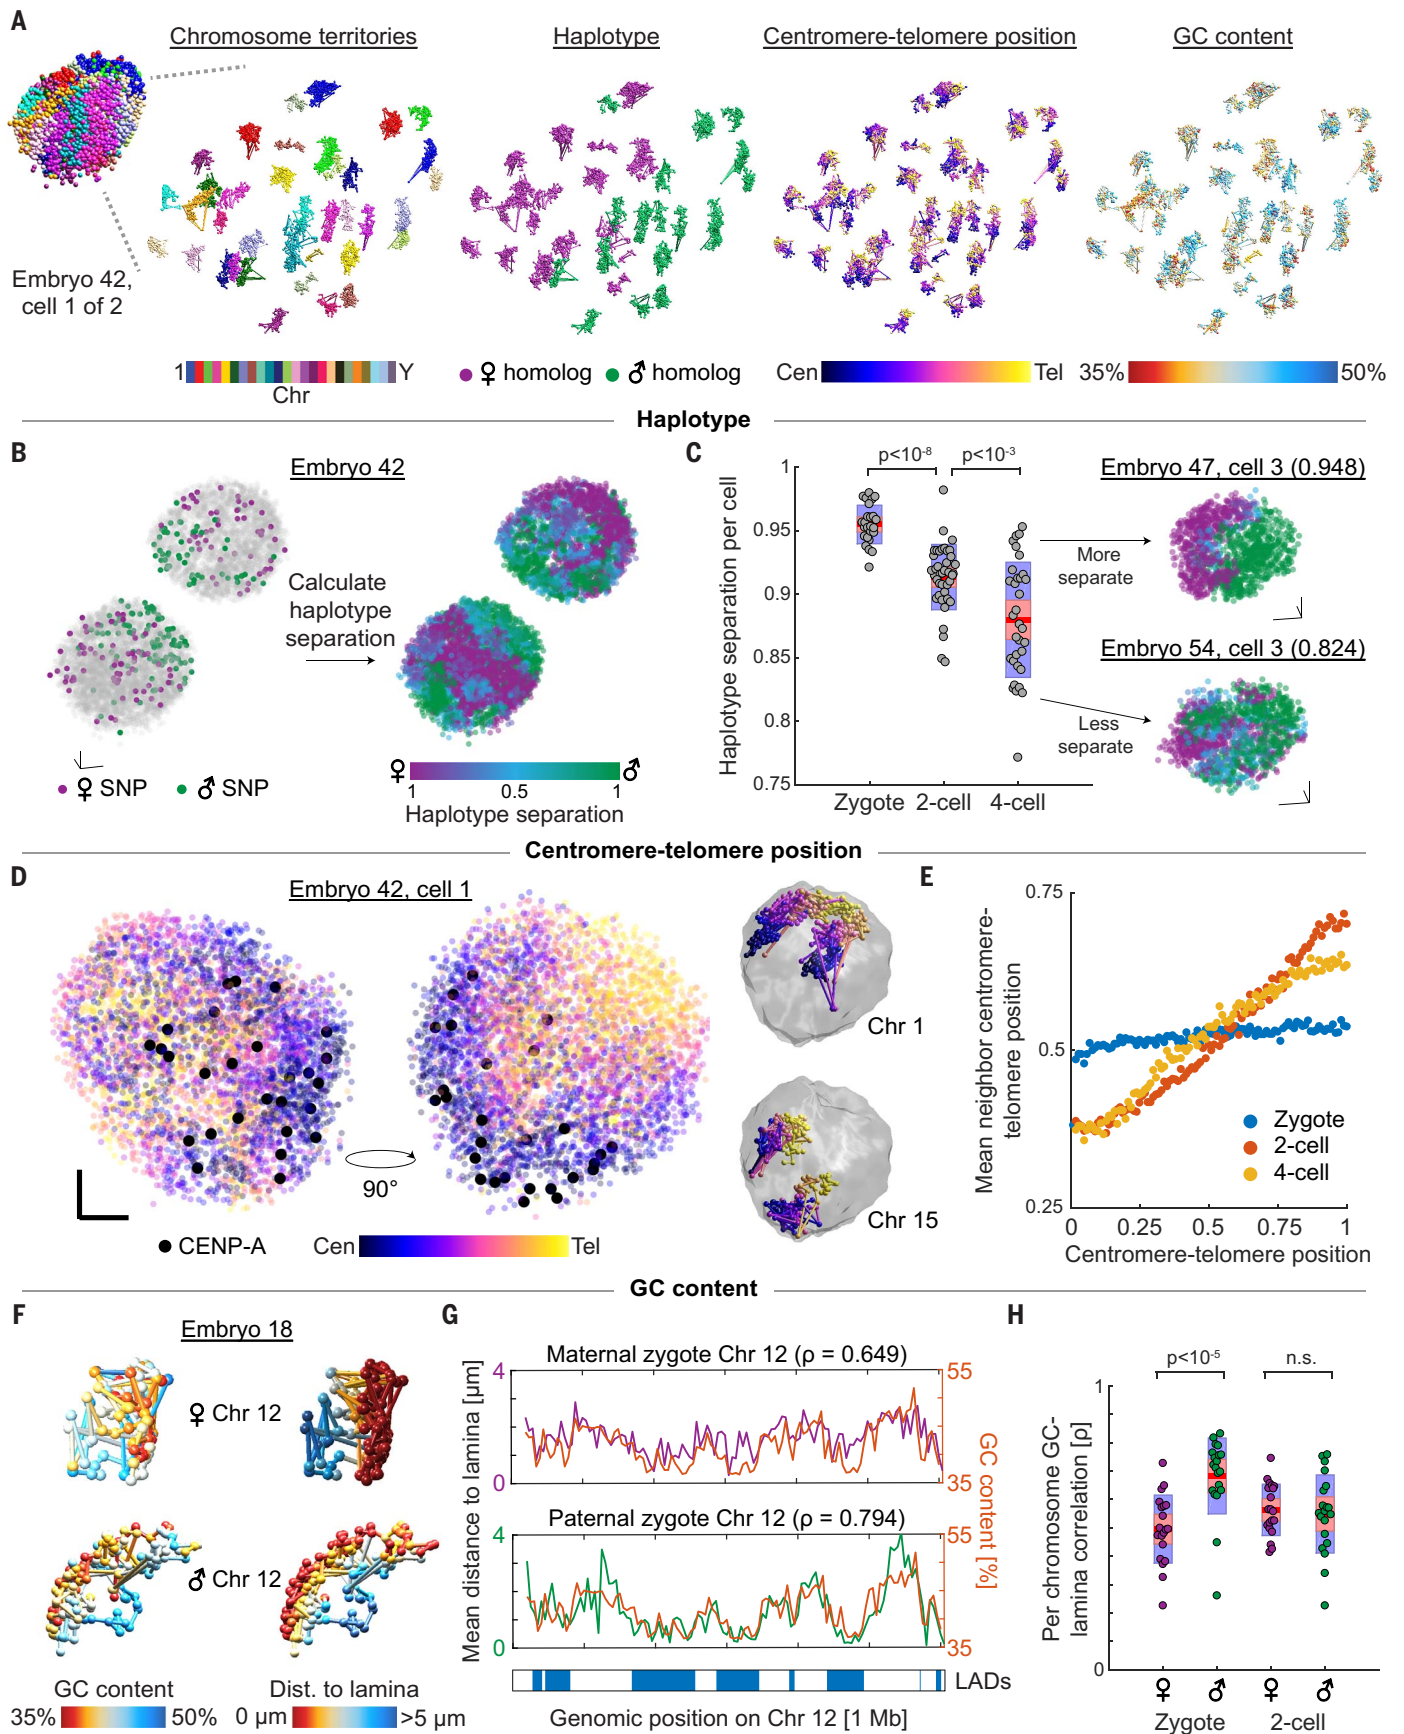 A
Chromosome territories
Haplotype
Centromere-telomere position
GC content
Embryo 42,
cell 1 of 2
1
Y
Chr
♀ homolog
♂ homolog
Cen
Tel
35%
50%
Haplotype
B
Embryo 42
Calculate
haplotype
separation
♀ SNP
♂ SNP
♀
♂
1
0.5
1
Haplotype separation
C
Haplotype separation per cell
1
0.95
0.9
0.85
0.8
0.75
p<10⁻⁸
p<10⁻³
Zygote
2-cell
4-cell
More
separate
Less
separate
Embryo 47, cell 3 (0.948)
Embryo 54, cell 3 (0.824)
Centromere-telomere position
D
Embryo 42, cell 1
90°
CENP-A
Cen
Tel
Chr 1
Chr 15
E
Mean neighbor centromere-
telomere position
0.75
0.5
0.25
0
0.25
0.5
0.75
1
Centromere-telomere position
Zygote
2-cell
4-cell
GC content
F
Embryo 18
♀ Chr 12
♂ Chr 12
GC content
35%
50%
Dist. to lamina
0 µm
>5 µm
G
Maternal zygote Chr 12 (ρ = 0.649)
4
0
55
35
Paternal zygote Chr 12 (ρ = 0.794)
4
0
55
35
Mean distance to lamina [µm]
GC content [%]
LADs
Genomic position on Chr 12 [1 Mb]
H
Per chromosome GC-
lamina correlation [ρ]
1
0
p<10⁻⁵
n.s.
♀
♂
♀
♂
Zygote
2-cell